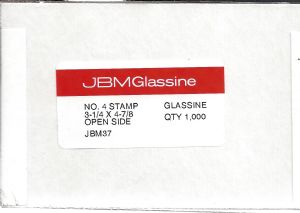 JBMGlassine
NO. 4 STAMP GLASSINE
3-1/4 X 4-7/8 QTY 1,000
OPEN SIDE
JBM37